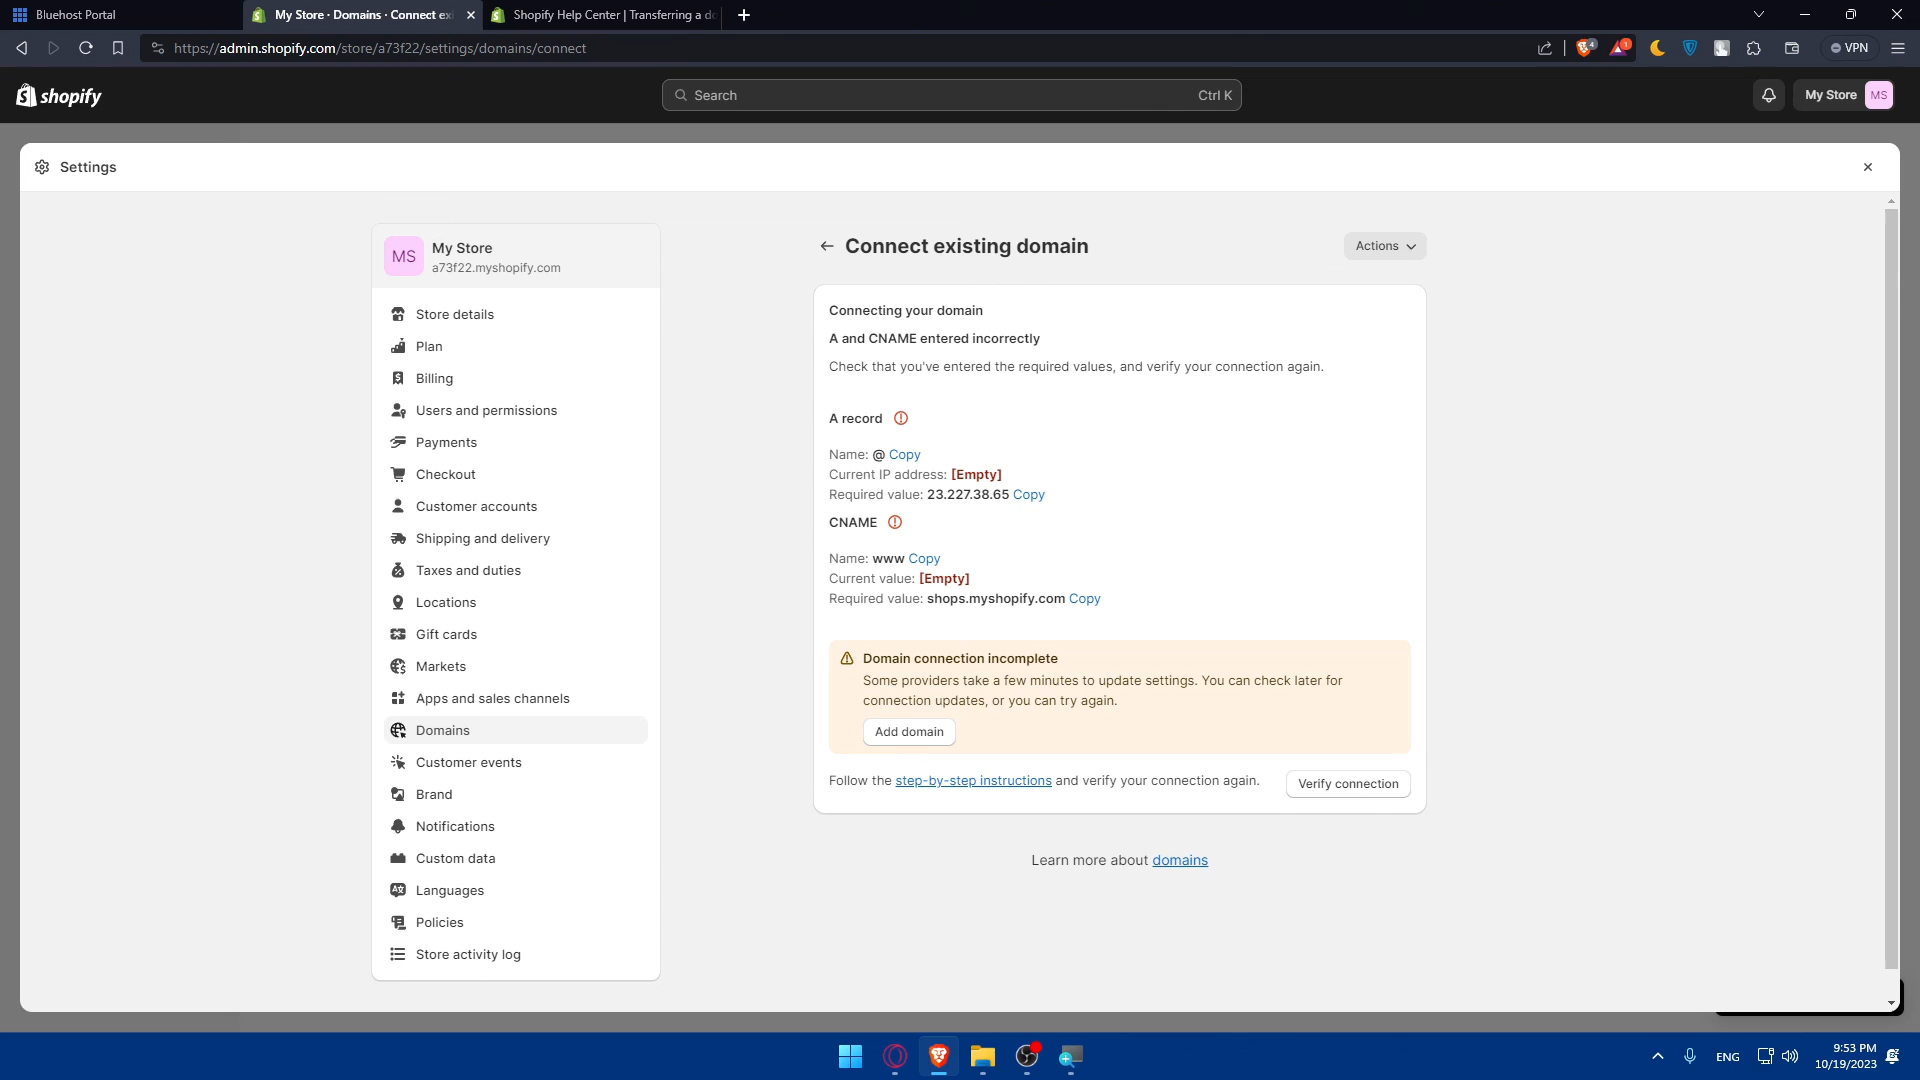 Bluehost Portal
My Store · Domains · Connect exi
Shopify Help Center | Transferring a do
https://admin.shopify.com/store/a73f22/settings/domains/connect
4
1
VPN
shopify
Search
Ctrl K
My Store
MS
Settings
MS
My Store
a73f22.myshopify.com
Store details
Plan
Billing
Users and permissions
Payments
Checkout
Customer accounts
Shipping and delivery
Taxes and duties
Locations
Gift cards
Markets
Apps and sales channels
Domains
Customer events
Brand
Notifications
Custom data
Languages
Policies
Store activity log
Connect existing domain
Actions
Connecting your domain
A and CNAME entered incorrectly
Check that you've entered the required values, and verify your connection again.
A record
Name: @ Copy
Current IP address: [Empty]
Required value: 23.227.38.65 Copy
CNAME
Name: www Copy
Current value: [Empty]
Required value: shops.myshopify.com Copy
Domain connection incomplete
Some providers take a few minutes to update settings. You can check later for
connection updates, or you can try again.
Add domain
Follow the step-by-step instructions and verify your connection again.
Verify connection
Learn more about domains
ENG
9:53 PM
10/19/2023